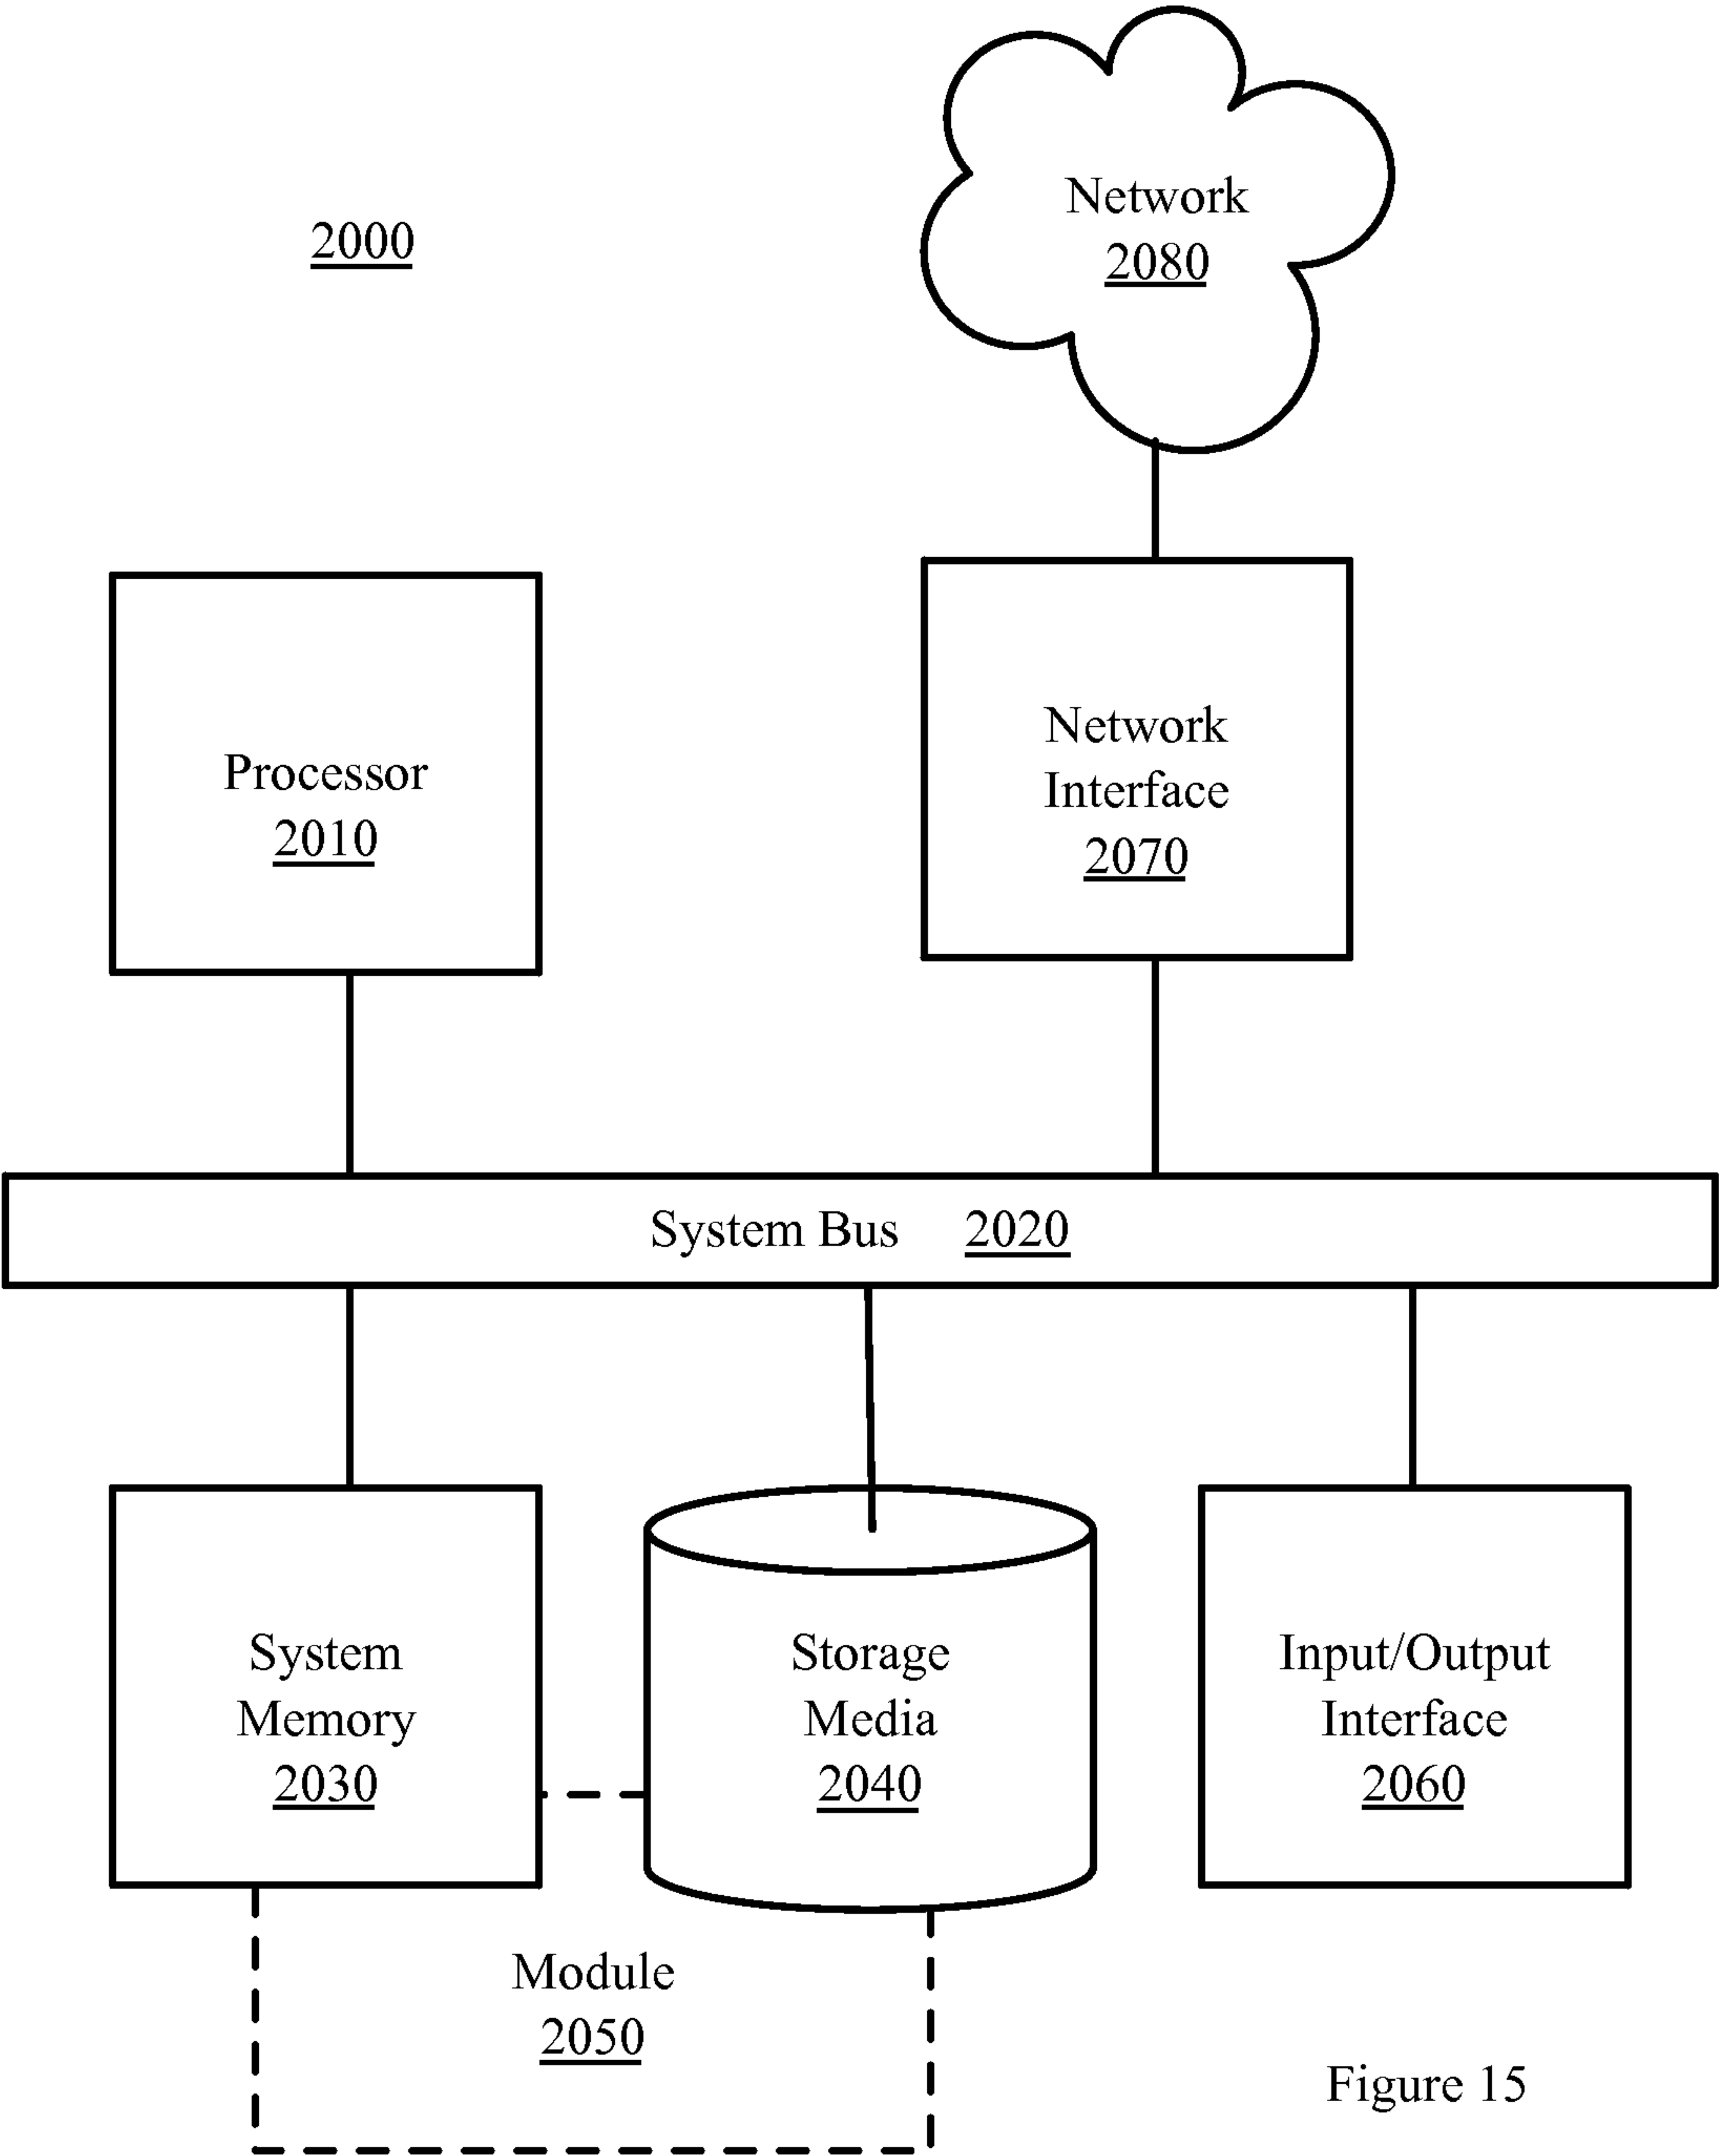 2000
Network
2080
Processor
2010
Network
Interface
2070
System Bus 2020
System
Memory
2030
Storage
Media
2040
Input/Output
Interface
2060
Module
2050
Figure 15